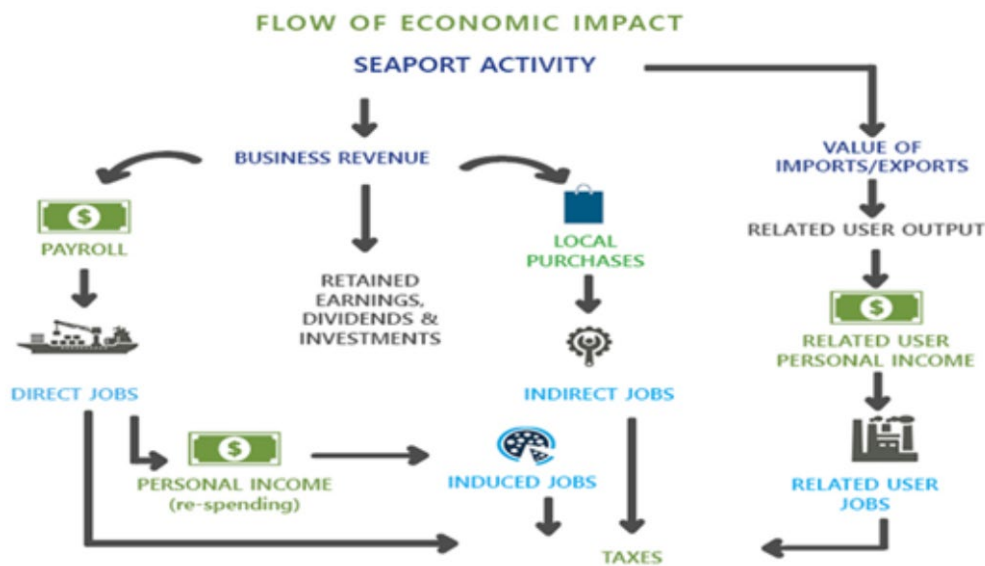 FLOW OF ECONOMIC IMPACT
SEAPORT ACTIVITY
BUSINESS REVENUE
VALUE OF
IMPORTS/EXPORTS
$
PAYROLL
LOCAL
PURCHASES
RELATED USER OUTPUT
RETAINED
EARNINGS,
DIVIDENDS &
INVESTMENTS
$
RELATED USER
PERSONAL INCOME
DIRECT JOBS
INDIRECT JOBS
$
PERSONAL INCOME
(re-spending)
INDUCED JOBS
RELATED USER
JOBS
TAXES